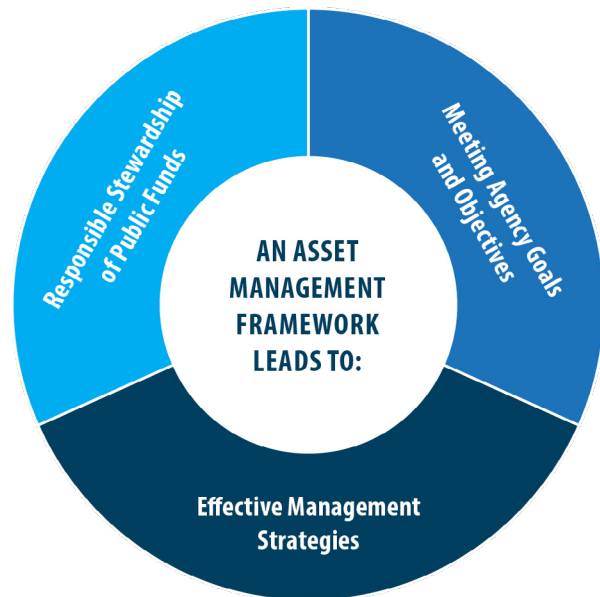 AN ASSET
MANAGEMENT
FRAMEWORK
LEADS TO:
Meeting Agency Goals
and Objectives
Effective Management
Strategies
Responsible Stewardship
of Public Funds